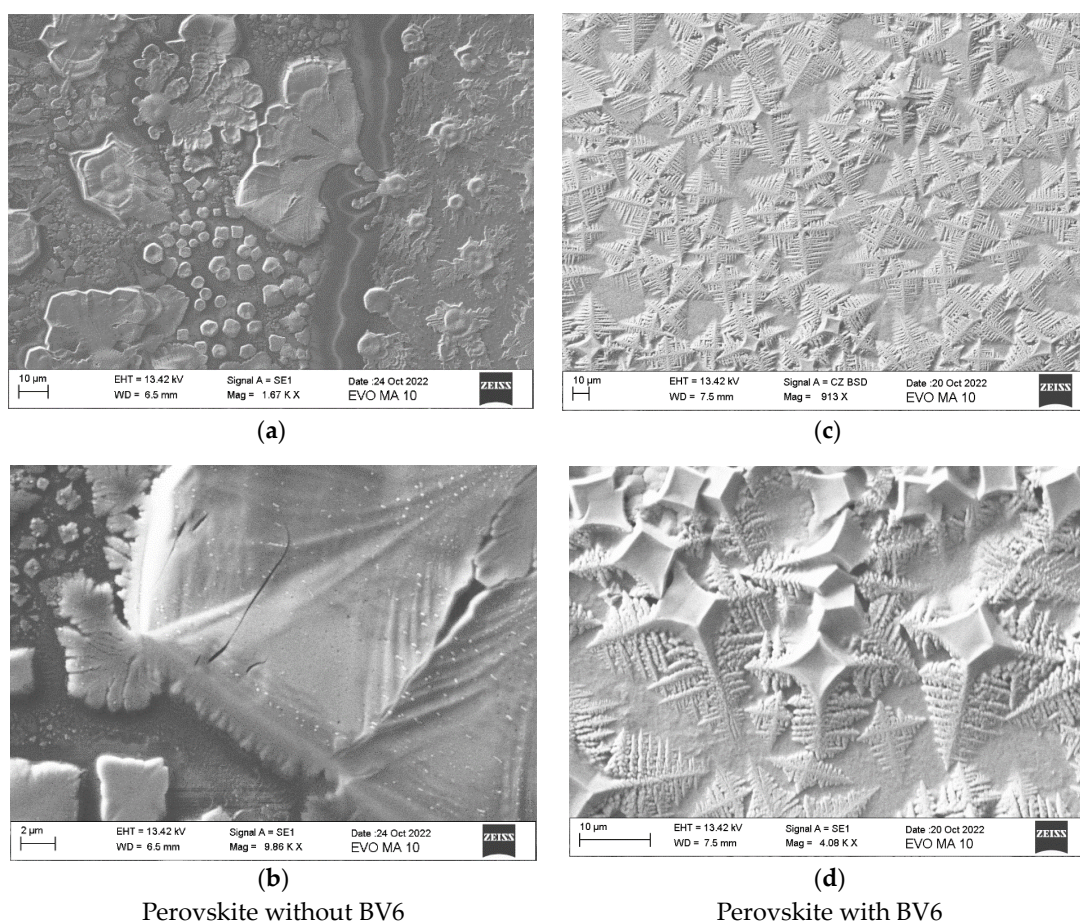 10 µm
EHT = 13.42 kV
WD = 6.5 mm
Signal A = SE1
Mag = 1.67 K X
Date :24 Oct 2022
EVO MA 10
ZEISS
(a)
10 µm
EHT = 13.42 kV
WD = 7.5 mm
Signal A = CZ BSD
Mag = 913 X
Date :20 Oct 2022
EVO MA 10
ZEISS
(c)
2 µm
EHT = 13.42 kV
WD = 6.5 mm
Signal A = SE1
Mag = 9.86 K X
Date :24 Oct 2022
EVO MA 10
ZEISS
(b)
Perovskite without BV6
10 µm
EHT = 13.42 kV
WD = 7.5 mm
Signal A = SE1
Mag = 4.08 K X
Date :20 Oct 2022
EVO MA 10
ZEISS
(d)
Perovskite with BV6